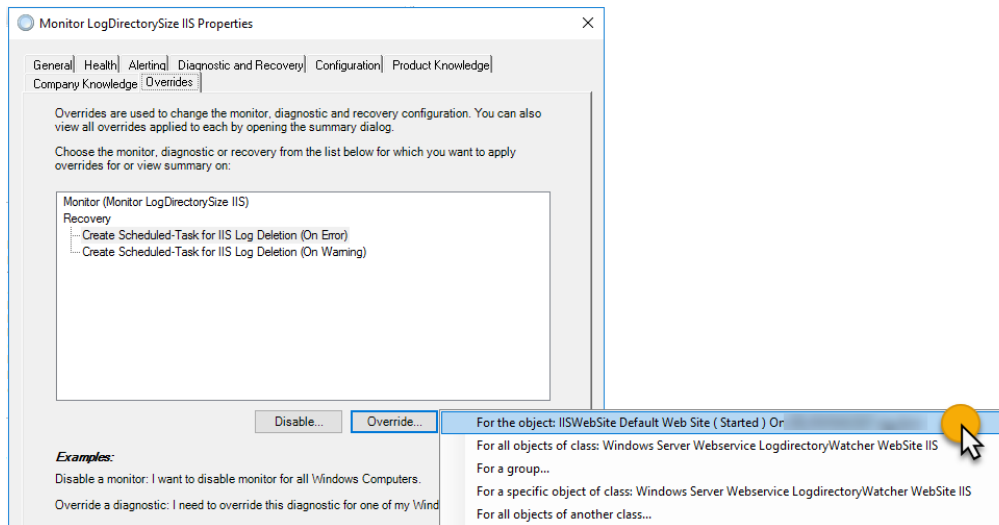 Monitor LogDirectorySize IIS Properties
General Health Alerting Diagnostic and Recovery Configuration Product Knowledge
Company Knowledge Overrides
Overrides are used to change the monitor, diagnostic and recovery configuration. You can also
view all overrides applied to each by opening the summary dialog.
Choose the monitor, diagnostic or recovery from the list below for which you want to apply
overrides for or view summary on:
Monitor (Monitor LogDirectorySize IIS)
Recovery
Create Scheduled-Task for IIS Log Deletion (On Error)
Create Scheduled-Task for IIS Log Deletion (On Warning)
Disable... Override...
For the object: IISWebSite Default Web Site ( Started ) On
For all objects of class: Windows Server Webservice LogdirectoryWatcher WebSite IIS
For a group...
For a specific object of class: Windows Server Webservice LogdirectoryWatcher WebSite IIS
For all objects of another class...
Examples:
Disable a monitor: I want to disable monitor for all Windows Computers.
Override a diagnostic: I need to override this diagnostic for one of my Wind